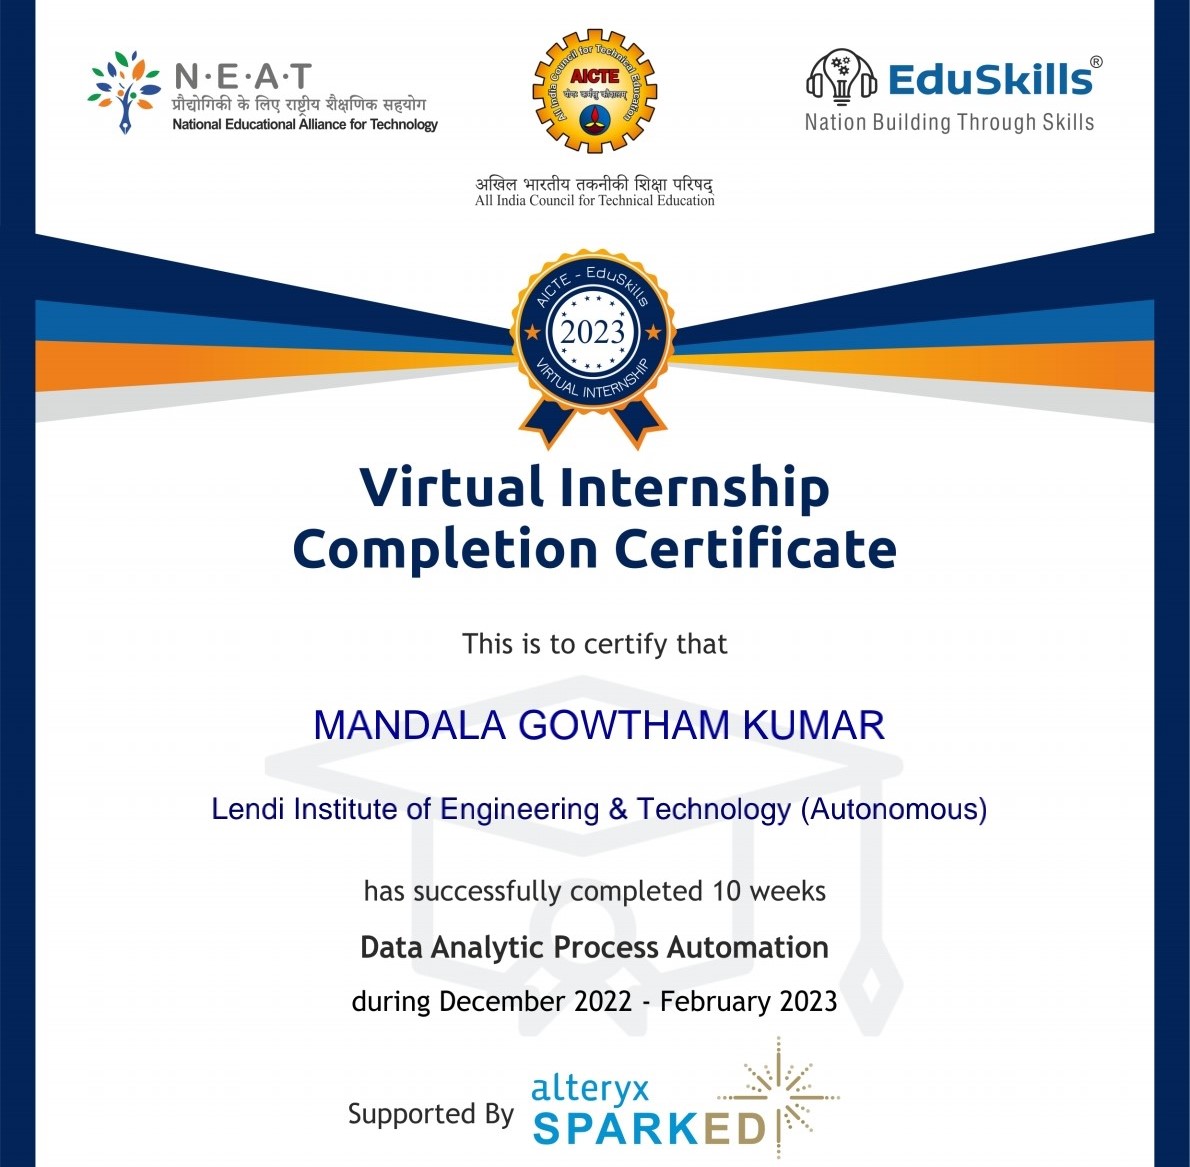 N·E·A·T
प्रौद्योगिकी के लिए राष्ट्रीय शैक्षणिक सहयोग
National Educational Alliance for Technology
All India Council for Technical Education
AICTE
योगः कर्मसु कौशलम्
अखिल भारतीय तकनीकी शिक्षा परिषद्
All India Council for Technical Education
EduSkills®
Nation Building Through Skills
AICTE - EduSkills
2023
VIRTUAL INTERNSHIP
Virtual Internship
Completion Certificate
This is to certify that
MANDALA GOWTHAM KUMAR
Lendi Institute of Engineering & Technology (Autonomous)
has successfully completed 10 weeks
Data Analytic Process Automation
during December 2022 - February 2023
Supported By
alteryx
SPARKED